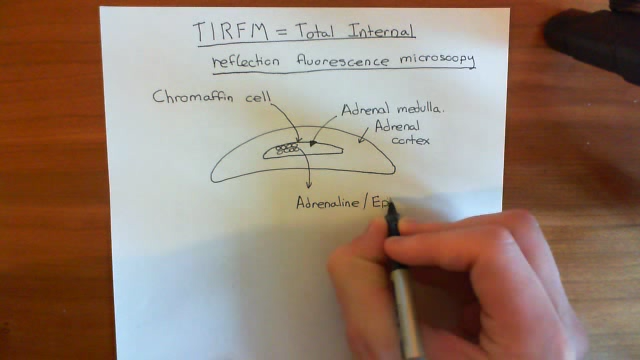 TIRFM = Total Internal
reflection fluorescence microscopy
Chromaffin cell
Adrenal medulla.
Adrenal
cortex
Adrenaline / Ep